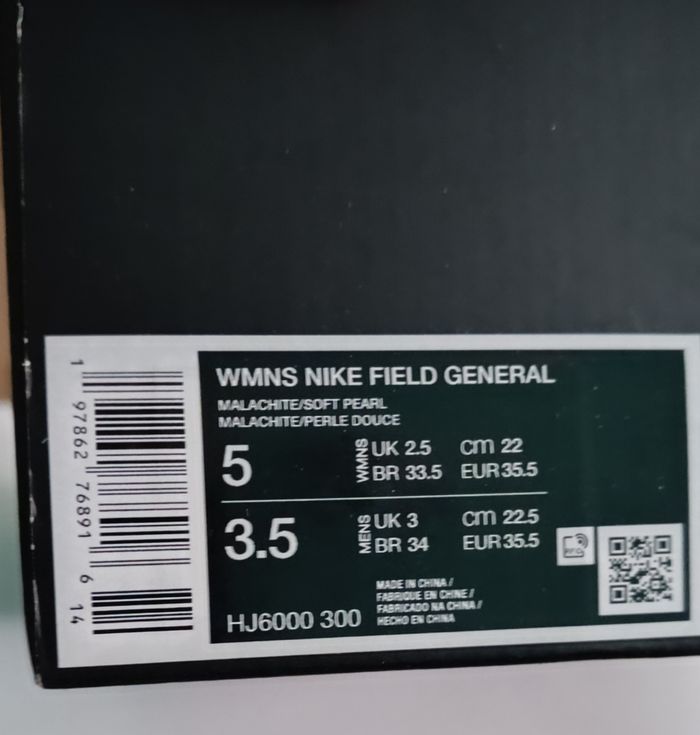 WMNS NIKE FIELD GENERAL
MALACHITE/SOFT PEARL
MALACHITE/PERLE DOUCE
5 WMNS UK 2.5 cm 22
BR 33.5 EUR 35.5
3.5 MENS UK 3 cm 22.5
BR 34 EUR 35.5
MADE IN CHINA /
FABRIQUE EN CHINE /
FABRICADO NA CHINA /
HECHO EN CHINA
HJ6000 300
1 97862 76891 6 14